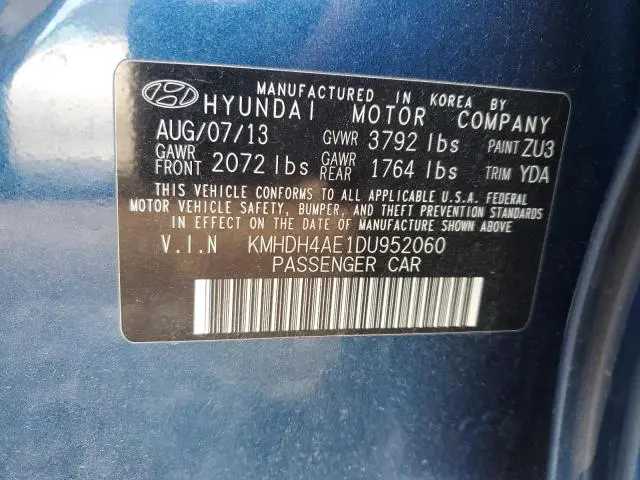 MANUFACTURED IN KOREA BY
HYUNDAI MOTOR COMPANY
AUG/07/13 GVWR 3792 lbs PAINT ZU3
GAWR FRONT 2072 lbs GAWR REAR 1764 lbs TRIM YDA
THIS VEHICLE CONFORMS TO ALL APPLICABLE U.S.A. FEDERAL
MOTOR VEHICLE SAFETY, BUMPER, AND THEFT PREVENTION STANDARDS
IN EFFECT ON THE DATE OF MANUFACTURE SHOWN ABOVE
V.I.N KMHDH4AE1DU952060
PASSENGER CAR